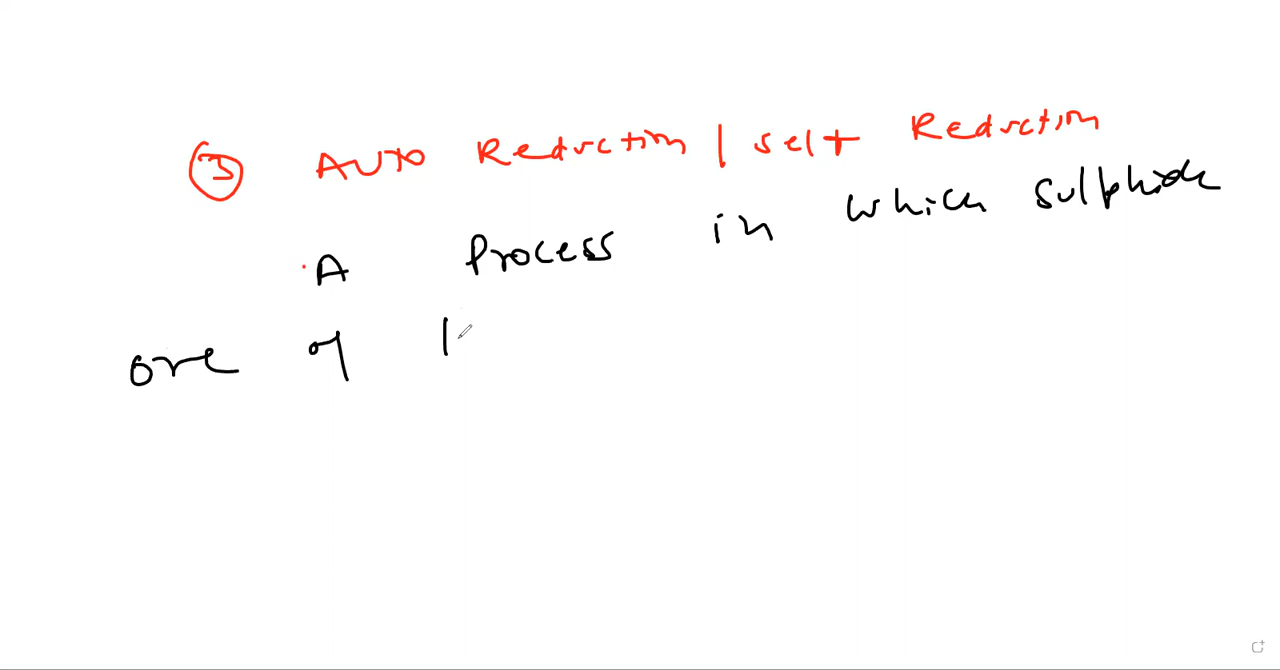 ③ AUTO Reduction | self Reduction
A Process in which sulphide
ore of